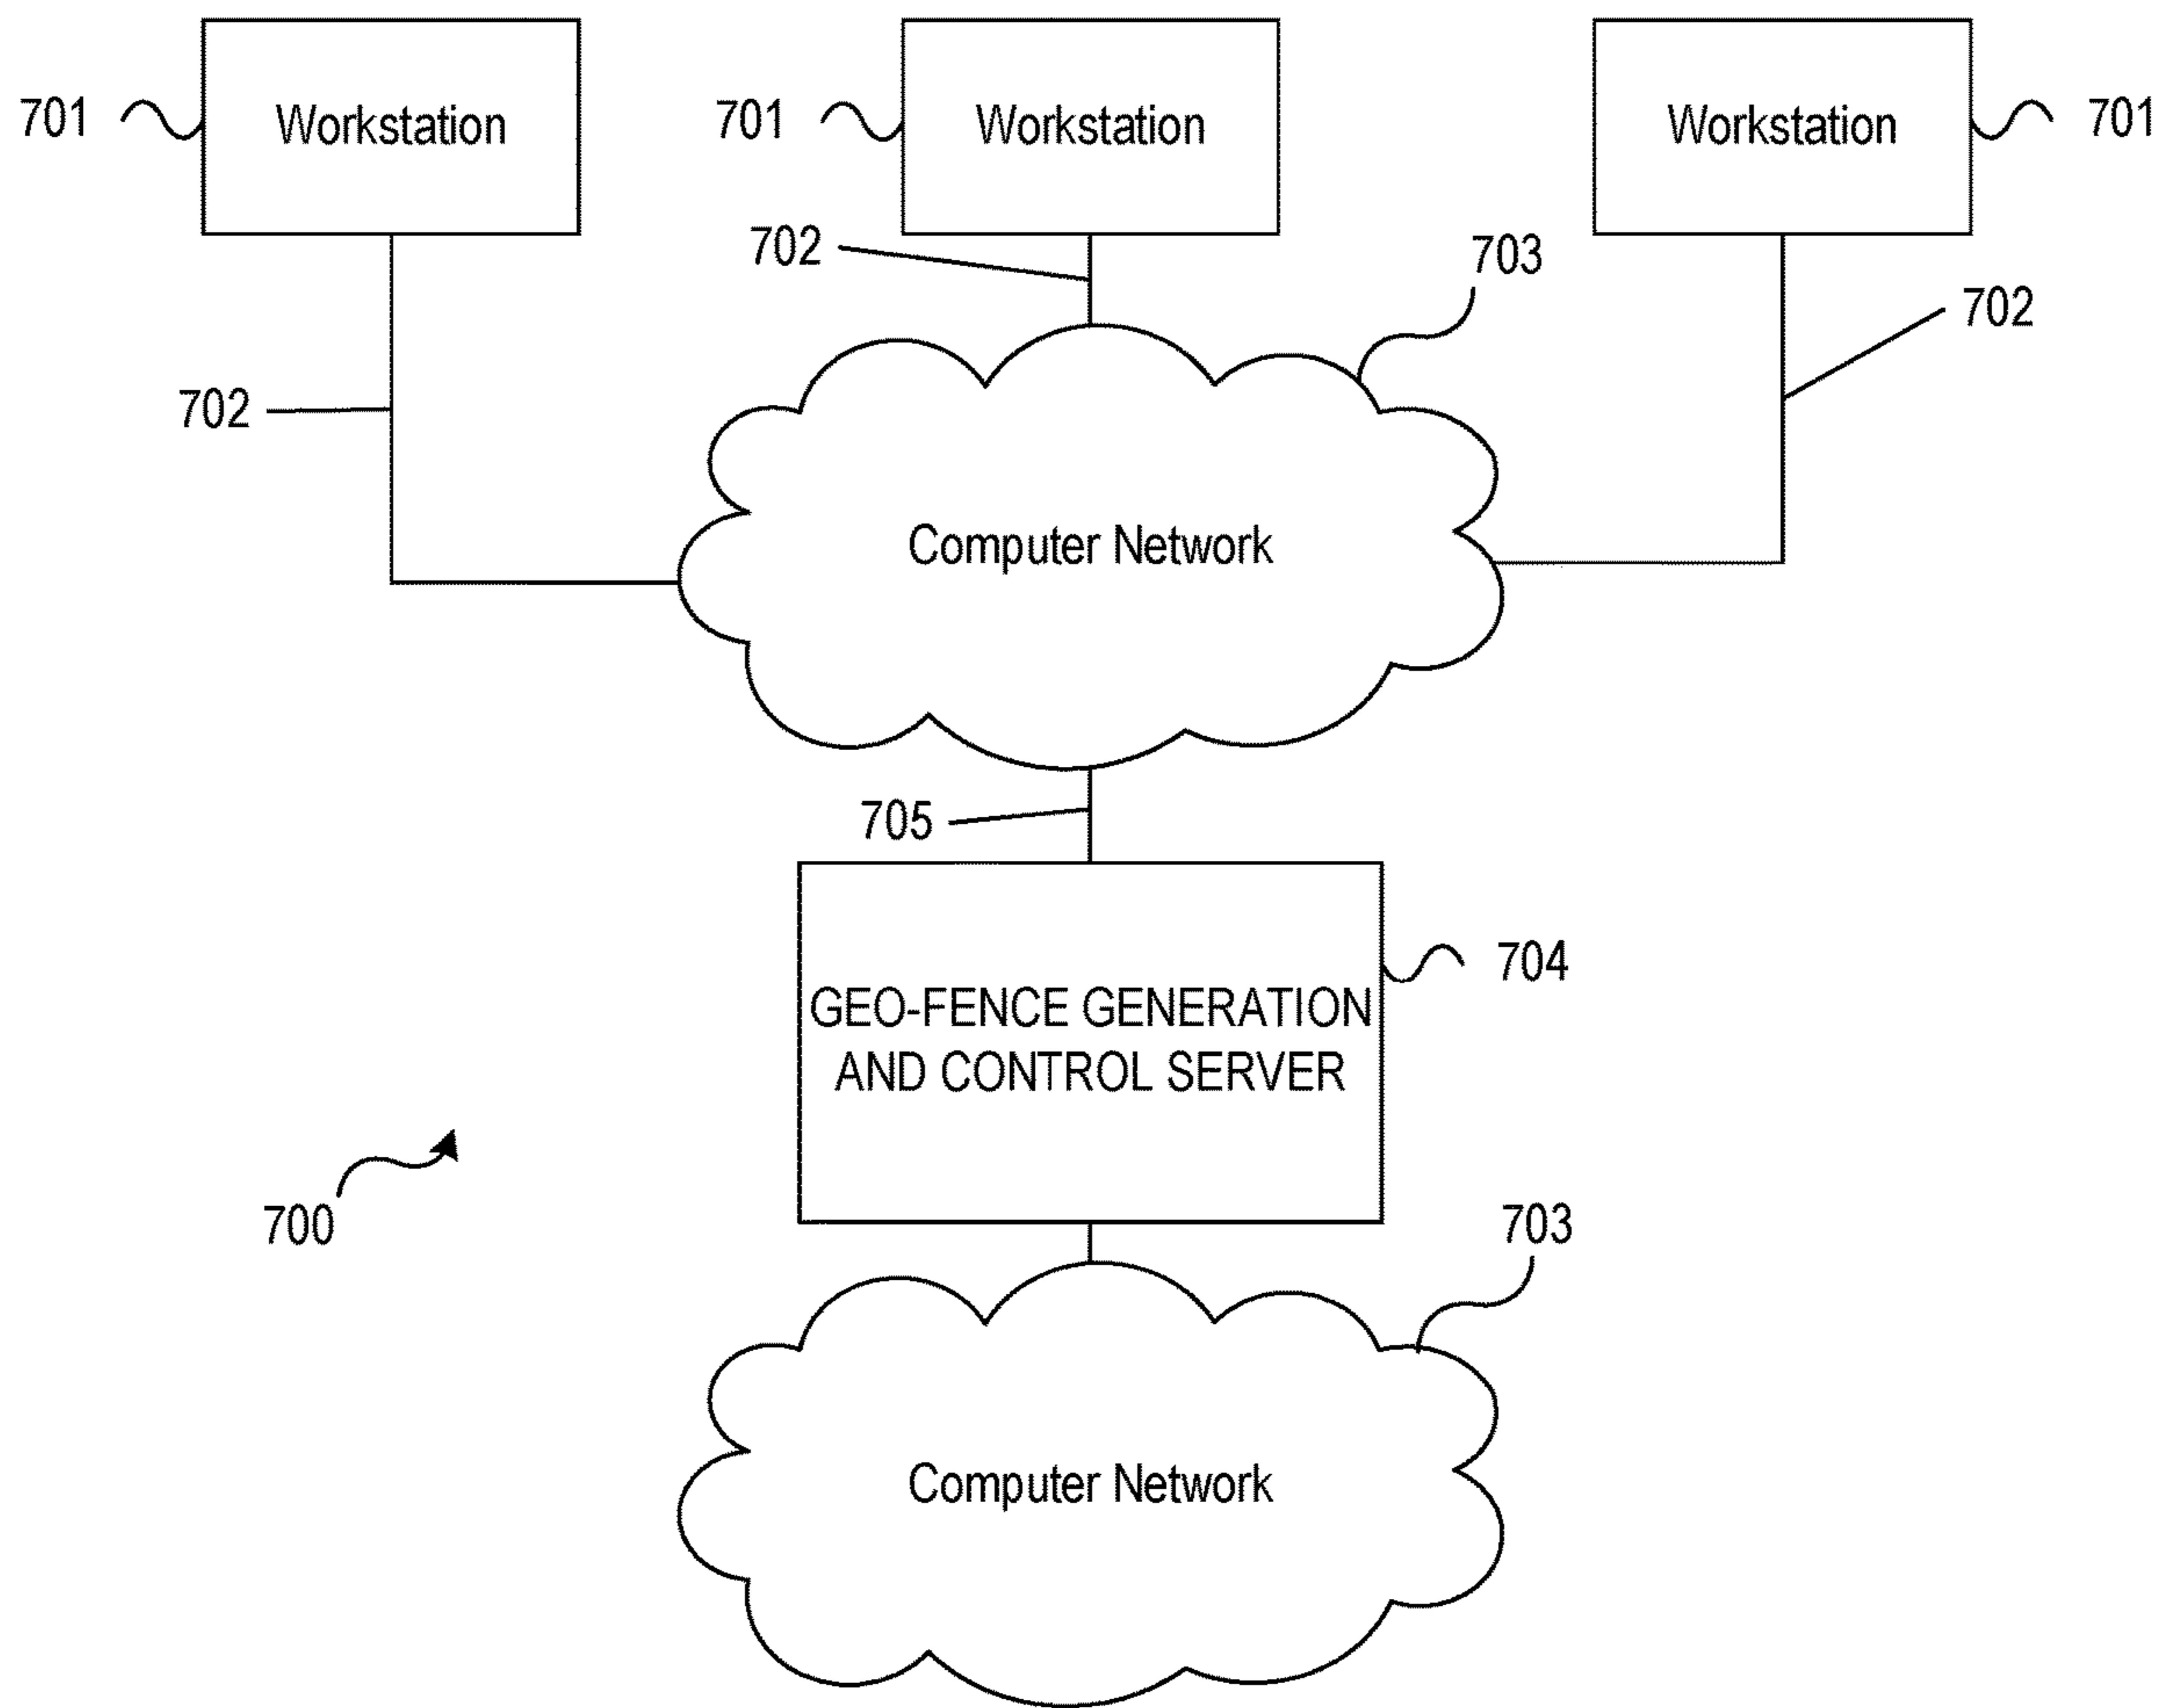 701
Workstation
701
Workstation
Workstation
701
702
703
702
702
Computer Network
705
GEO-FENCE GENERATION
AND CONTROL SERVER
704
700
703
Computer Network